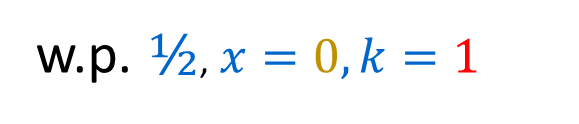 w.p. ½, x = 0, k = 1